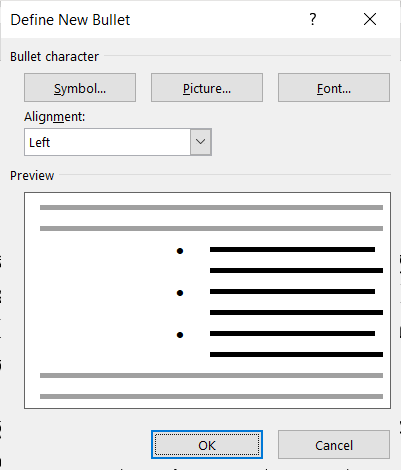 Define New Bullet ?
Bullet character
Symbol... Picture... Font...
Alignment:
Left
Preview
OK Cancel